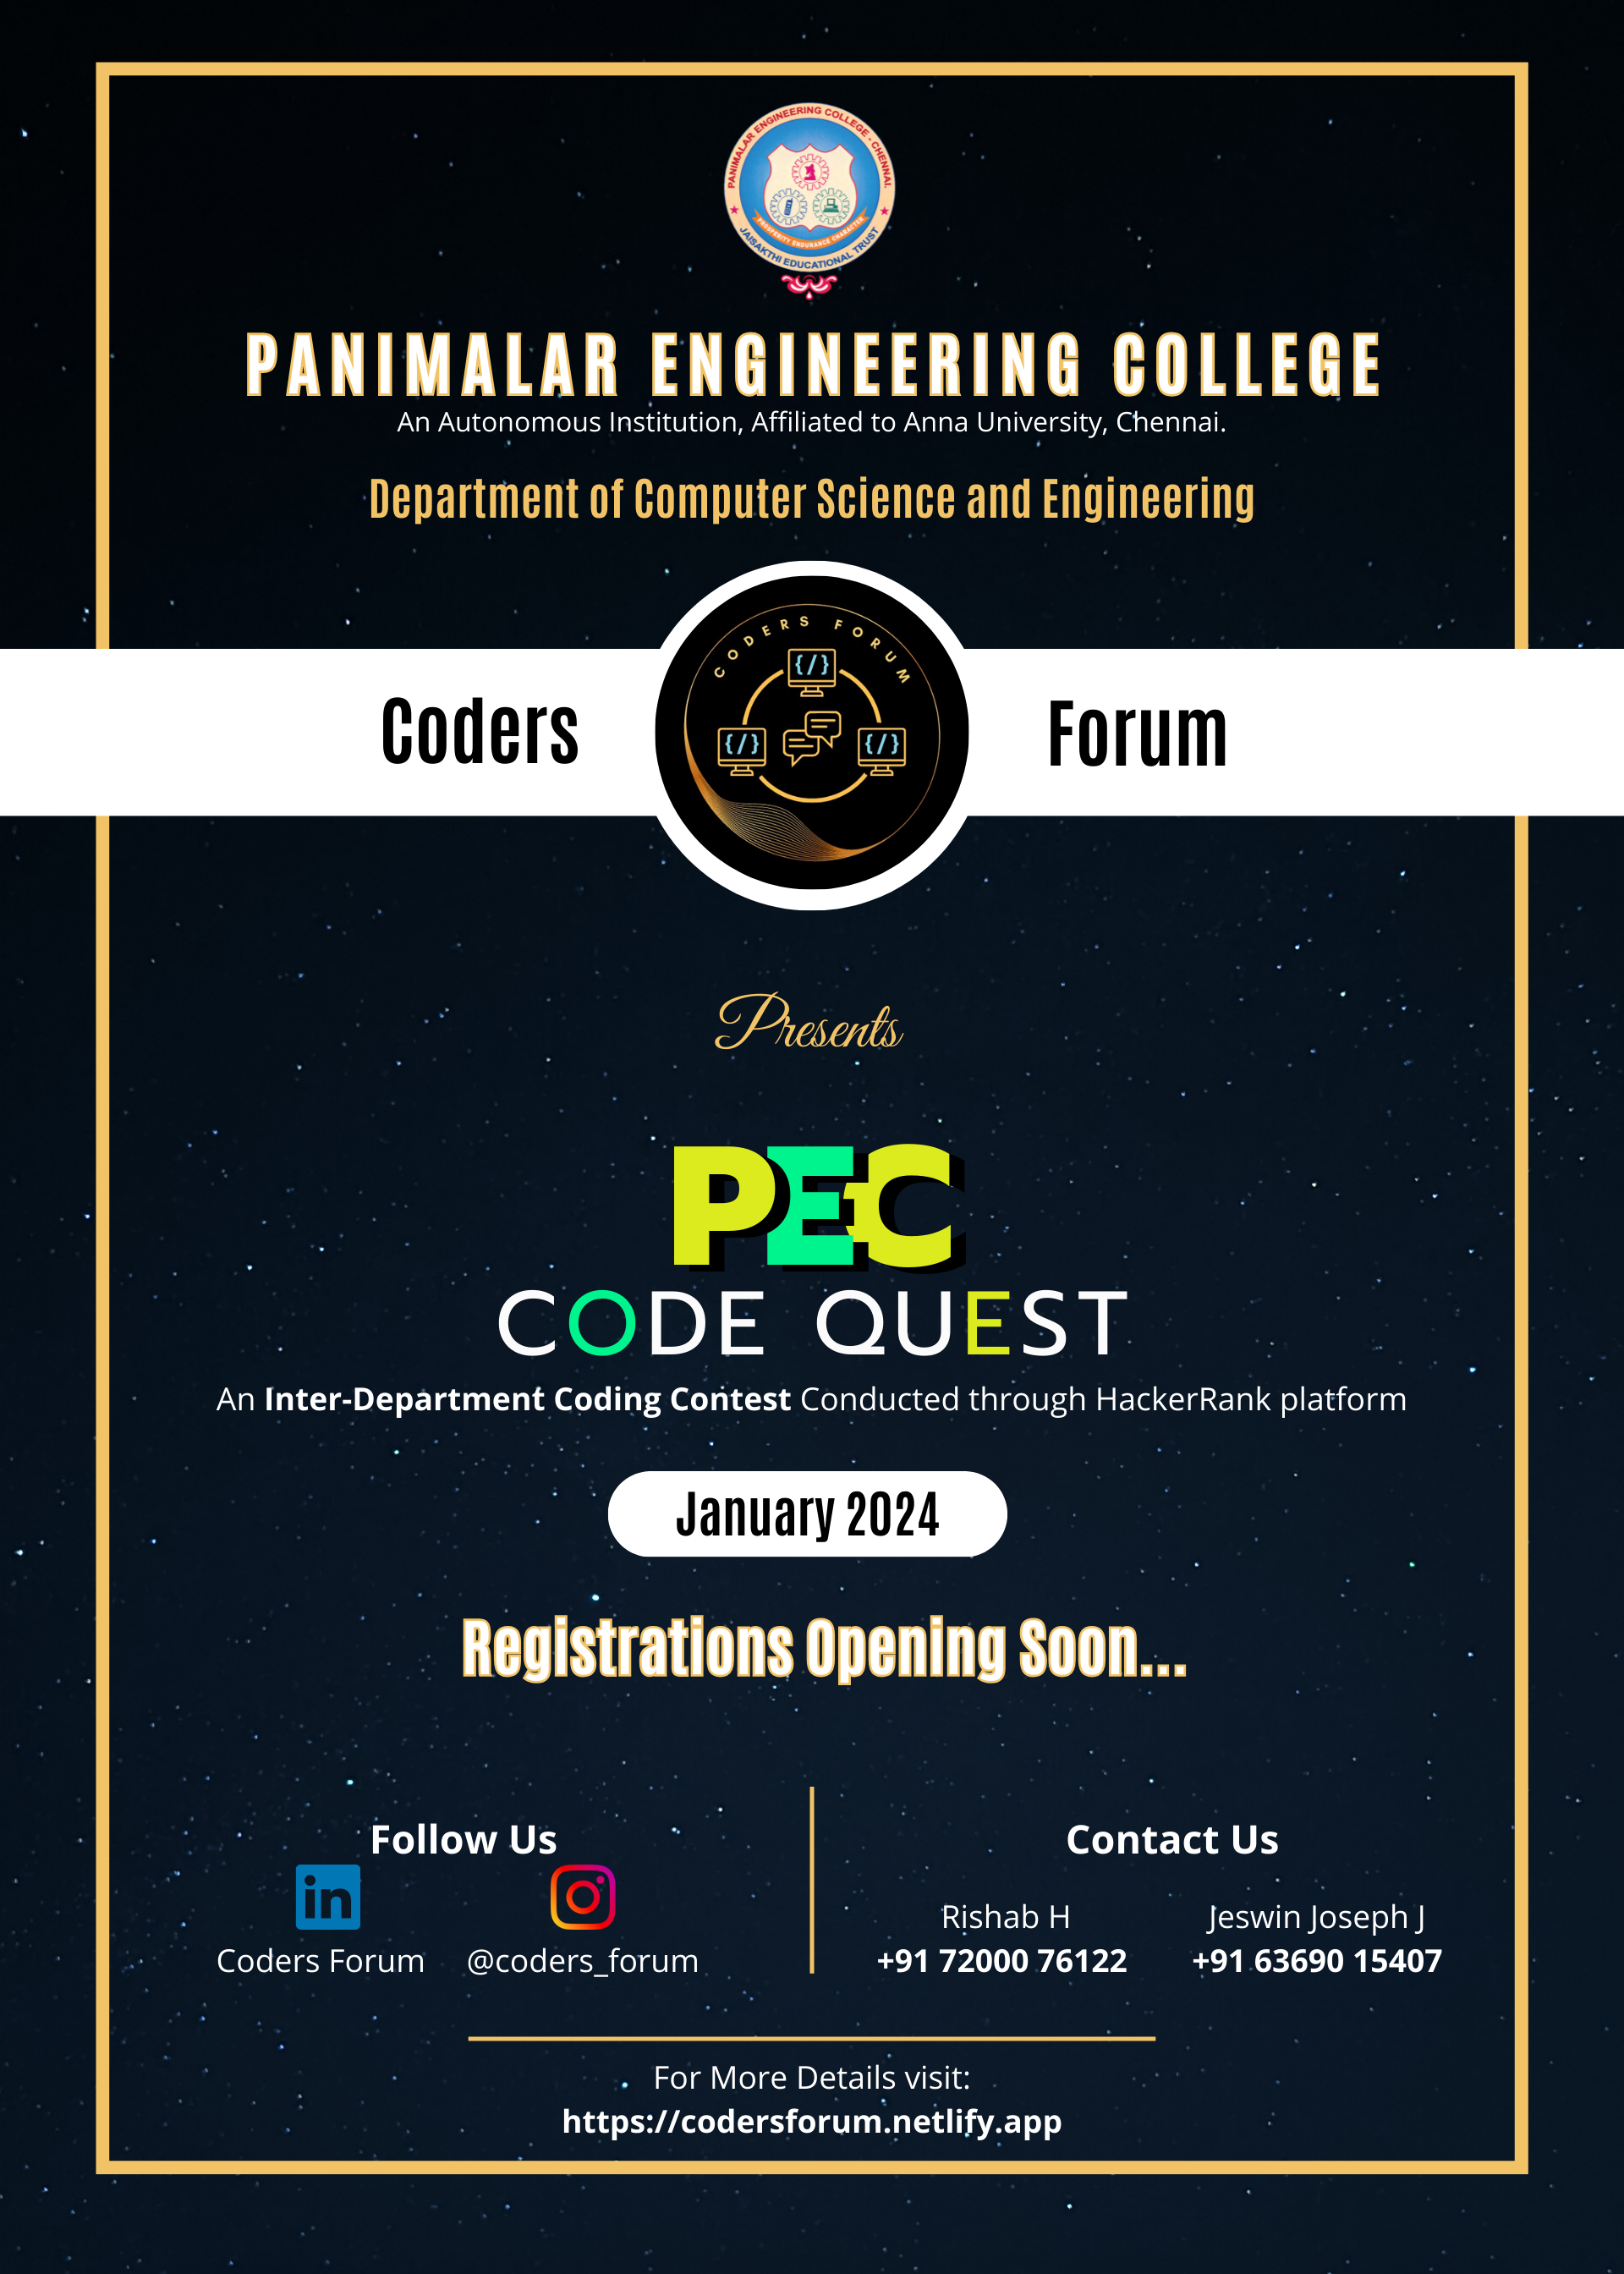 PANIMALAR ENGINEERING COLLEGE - CHENNAI.
PROSPERITY ENDURANCE CHARACTER
JAISAKTHI EDUCATIONAL TRUST
PANIMALAR ENGINEERING COLLEGE
An Autonomous Institution, Affiliated to Anna University, Chennai.
Department of Computer Science and Engineering
CODERS FORUM
{/}
{/} {/}
Coders Forum
Presents
PEC
CODE QUEST
An Inter-Department Coding Contest Conducted through HackerRank platform
January 2024
Registrations Opening Soon...
Follow Us
in
Coders Forum @coders_forum
Contact Us
Rishab H Jeswin Joseph J
+91 72000 76122 +91 63690 15407
For More Details visit:
https://codersforum.netlify.app